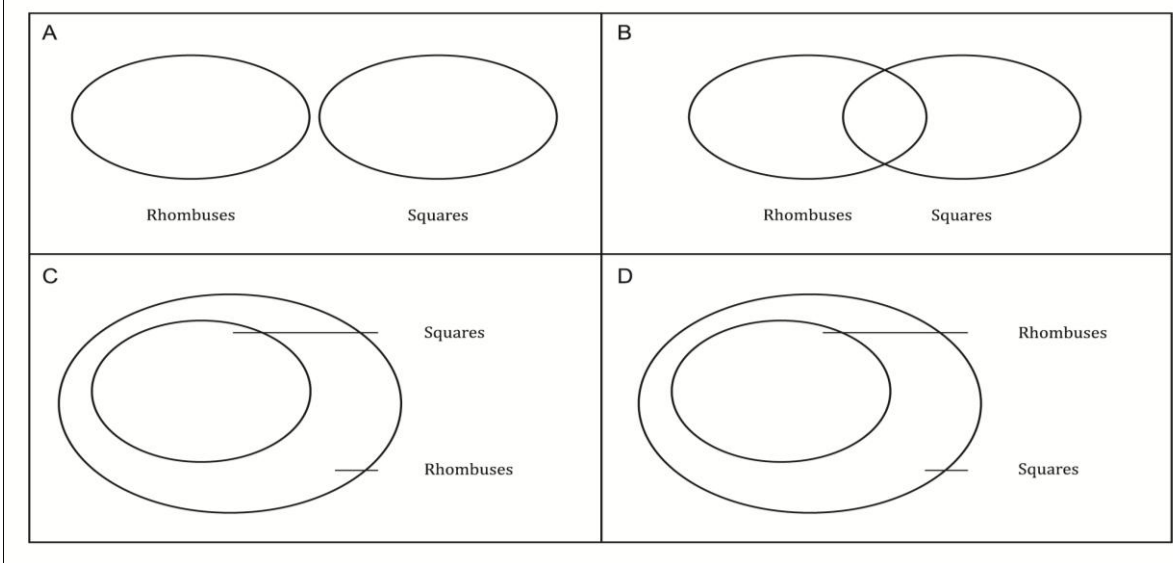 A
Rhombuses Squares
B
Rhombuses Squares
C
Squares
Rhombuses
D
Rhombuses
Squares